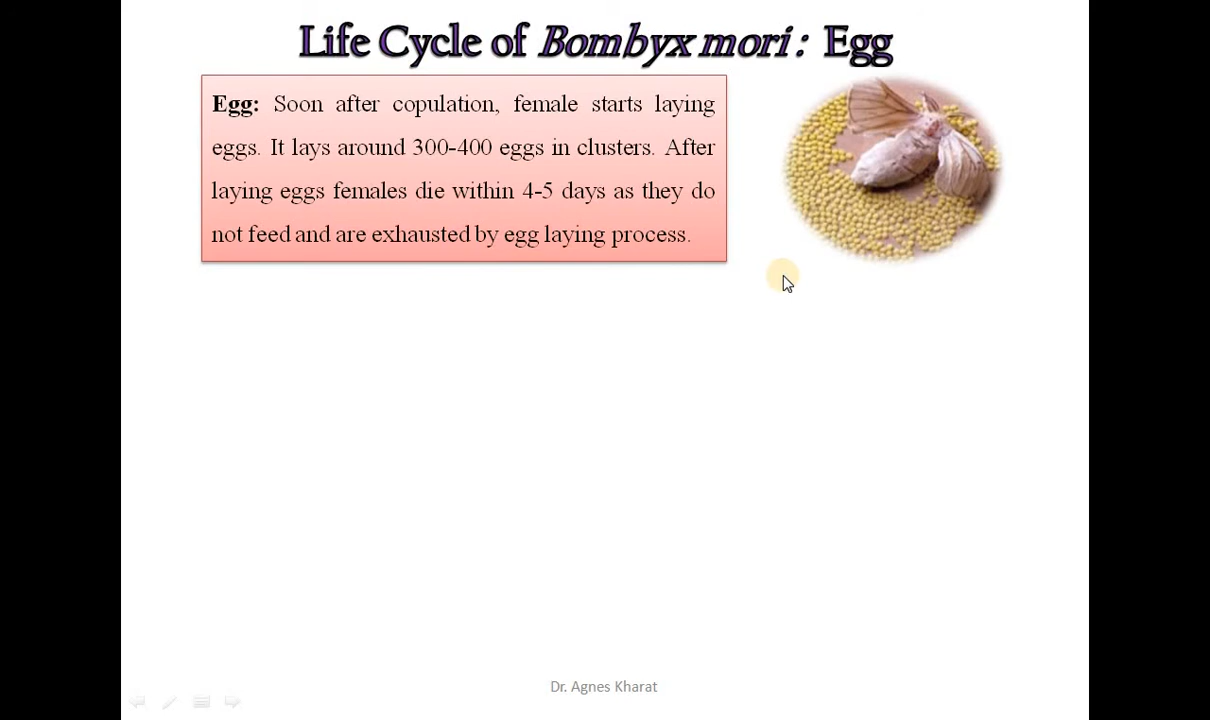 Life Cycle of Bombyx mori : Egg
Egg: Soon after copulation, female starts laying
eggs. It lays around 300-400 eggs in clusters. After
laying eggs females die within 4-5 days as they do
not feed and are exhausted by egg laying process.
Dr. Agnes Kharat